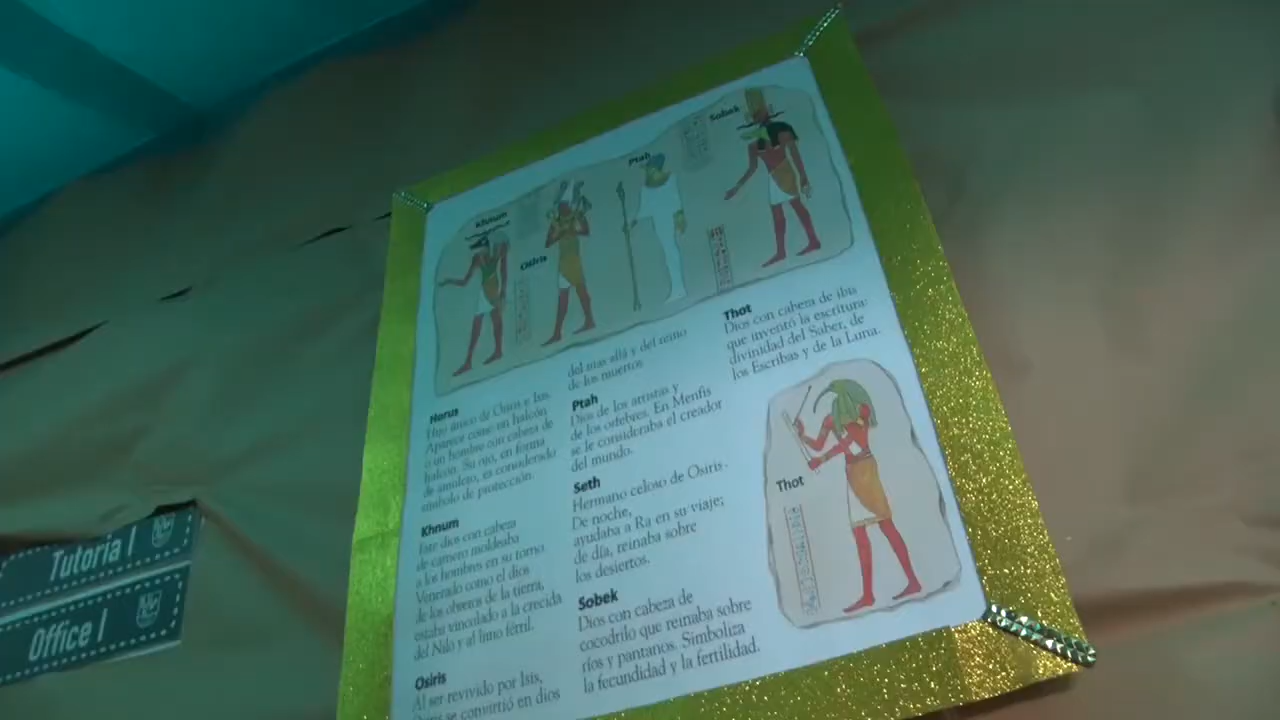 Khnum
Osiris
Ptah
Sobek
Horus
Hijo único de Osiris e Isis.
Aparece como un halcón
o un hombre con cabeza de
halcón. Su ojo, en forma
de amuleto, es considerado
símbolo de protección.
Khnum
Este dios con cabeza
de carnero moldeaba
a los hombres en su torno.
Venerado como el dios
de los obreros de la tierra,
estaba vinculado a la crecida
del Nilo y al limo fértil.
Osiris
Al ser revivido por Isis,
se convirtió en dios
del mas allá y del reino
de los muertos
Ptah
Dios de los artistas y
de los orfebres. En Menfis
se le consideraba el creador
del mundo.
Seth
Hermano celoso de Osiris.
De noche,
ayudaba a Ra en su viaje;
de día, reinaba sobre
los desiertos.
Sobek
Dios con cabeza de
cocodrilo que reinaba sobre
ríos y pantanos. Simboliza
la fecundidad y la fertilidad.
Thot
Dios con cabeza de ibis
que inventó la escritura:
divinidad del Saber, de
los Escribas y de la Luna.
Thot
Tutoria I
Office I